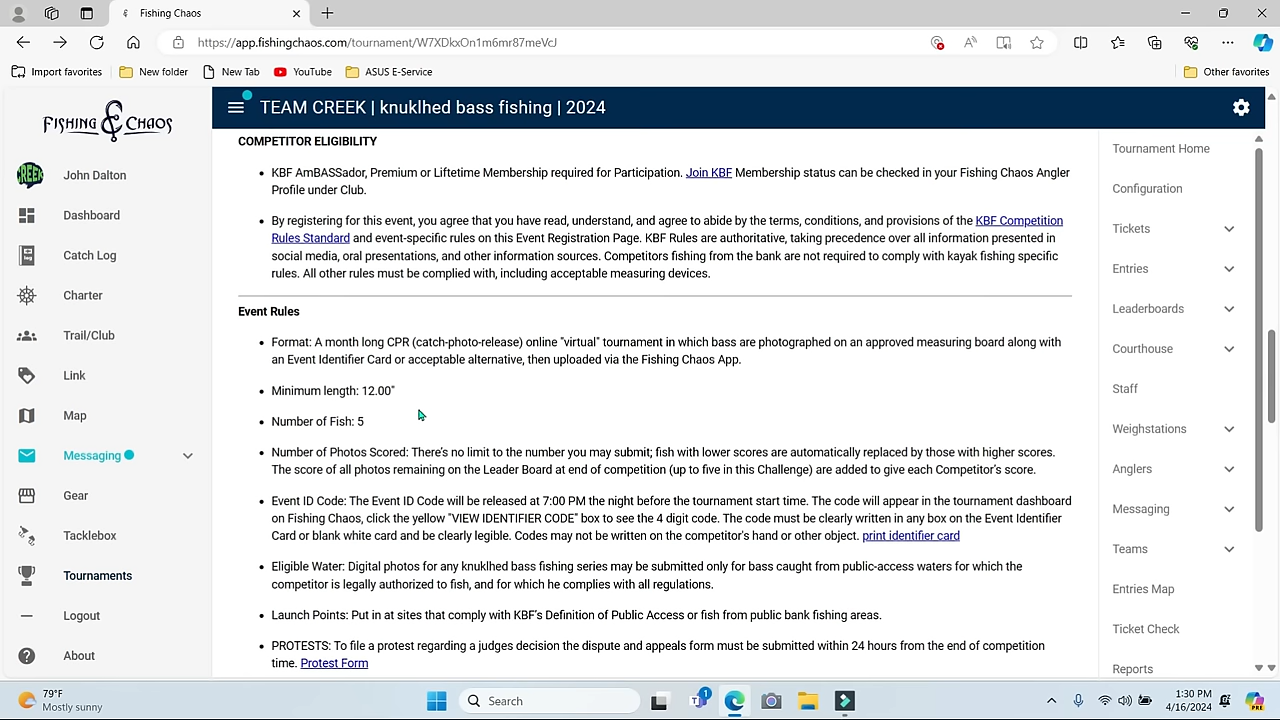 Fishing Chaos
https://app.fishingchaos.com/tournament/W7XDkxOn1m6mr87meVcJ
Import favorites
New folder
New Tab
YouTube
ASUS E-Service
Other favorites
FISHING & CHAOS
TEAM CREEK | knuklhed bass fishing | 2024
CREEK
John Dalton
Dashboard
Catch Log
Charter
Trail/Club
Link
Map
Messaging
Gear
Tacklebox
Tournaments
Logout
About
COMPETITOR ELIGIBILITY
KBF AmBASSador, Premium or Liftetime Membership required for Participation. Join KBF Membership status can be checked in your Fishing Chaos Angler
Profile under Club.
By registering for this event, you agree that you have read, understand, and agree to abide by the terms, conditions, and provisions of the KBF Competition
Rules Standard and event-specific rules on this Event Registration Page. KBF Rules are authoritative, taking precedence over all information presented in
social media, oral presentations, and other information sources. Competitors fishing from the bank are not required to comply with kayak fishing specific
rules. All other rules must be complied with, including acceptable measuring devices.
Event Rules
Format: A month long CPR (catch-photo-release) online "virtual" tournament in which bass are photographed on an approved measuring board along with
an Event Identifier Card or acceptable alternative, then uploaded via the Fishing Chaos App.
Minimum length: 12.00"
Number of Fish: 5
Number of Photos Scored: There's no limit to the number you may submit; fish with lower scores are automatically replaced by those with higher scores.
The score of all photos remaining on the Leader Board at end of competition (up to five in this Challenge) are added to give each Competitor's score.
Event ID Code: The Event ID Code will be released at 7:00 PM the night before the tournament start time. The code will appear in the tournament dashboard
on Fishing Chaos, click the yellow "VIEW IDENTIFIER CODE" box to see the 4 digit code. The code must be clearly written in any box on the Event Identifier
Card or blank white card and be clearly legible. Codes may not be written on the competitor's hand or other object. print identifier card
Eligible Water: Digital photos for any knuklhed bass fishing series may be submitted only for bass caught from public-access waters for which the
competitor is legally authorized to fish, and for which he complies with all regulations.
Launch Points: Put in at sites that comply with KBF's Definition of Public Access or fish from public bank fishing areas.
PROTESTS: To file a protest regarding a judges decision the dispute and appeals form must be submitted within 24 hours from the end of competition
time. Protest Form
Tournament Home
Configuration
Tickets
Entries
Leaderboards
Courthouse
Staff
Weighstations
Anglers
Messaging
Teams
Entries Map
Ticket Check
Reports
79°F
Mostly sunny
Search
1
1:30 PM
4/16/2024
PRE